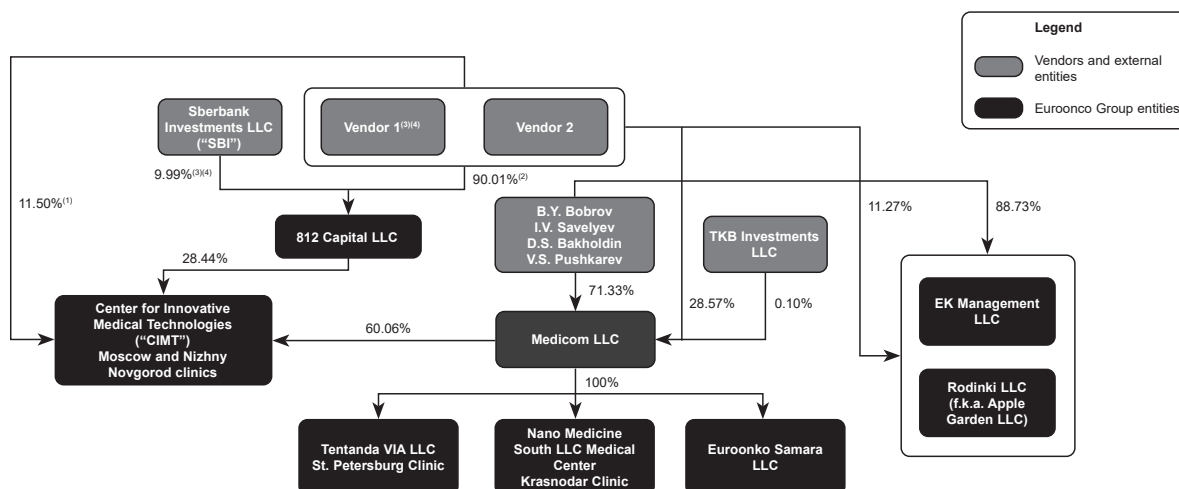 Legend
Vendors and external
entities
Euroonco Group entities
Sberbank
Investments LLC
(“SBI”)
Vendor 1(3)(4)
Vendor 2
9.99%(3)(4)
90.01%(2)
11.50%(1)
11.27%
88.73%
812 Capital LLC
B.Y. Bobrov
I.V. Savelyev
D.S. Bakholdin
V.S. Pushkarev
TKB Investments
LLC
28.44%
71.33%
28.57%
0.10%
Center for Innovative
Medical Technologies
(“CIMT”)
Moscow and Nizhny
Novgorod clinics
60.06%
Medicom LLC
EK Management
LLC
Rodinki LLC
(f.k.a. Apple
Garden LLC)
100%
Tentanda VIA LLC
St. Petersburg Clinic
Nano Medicine
South LLC Medical
Center
Krasnodar Clinic
Euroonko Samara
LLC